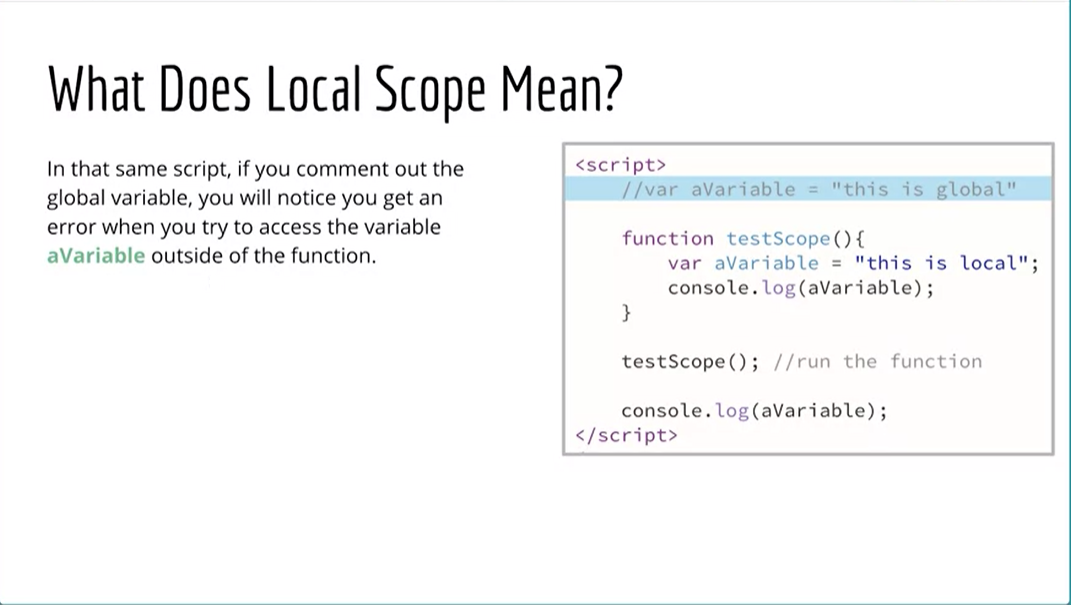 What Does Local Scope Mean?
In that same script, if you comment out the
global variable, you will notice you get an
error when you try to access the variable
aVariable outside of the function.
<script>
//var aVariable = "this is global"
function testScope(){
var aVariable = "this is local";
console.log(aVariable);
}
testScope(); //run the function
console.log(aVariable);
</script>